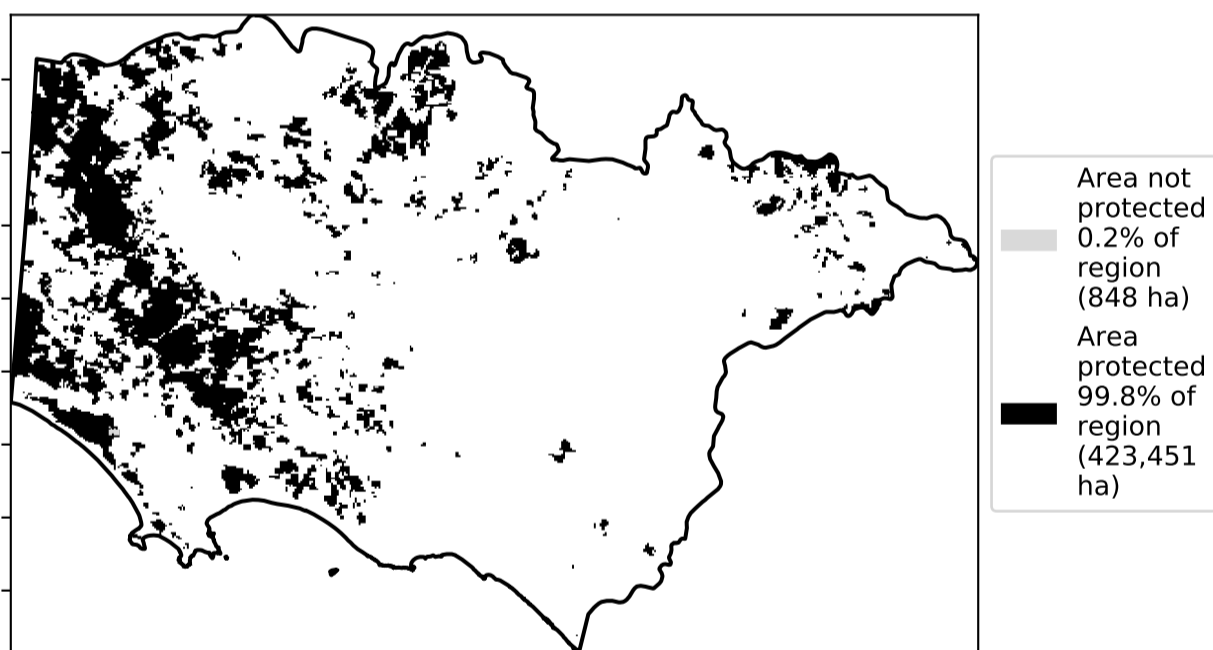 Area not
protected
0.2% of
region
(848 ha)
Area
protected
99.8% of
region
(423,451
ha)